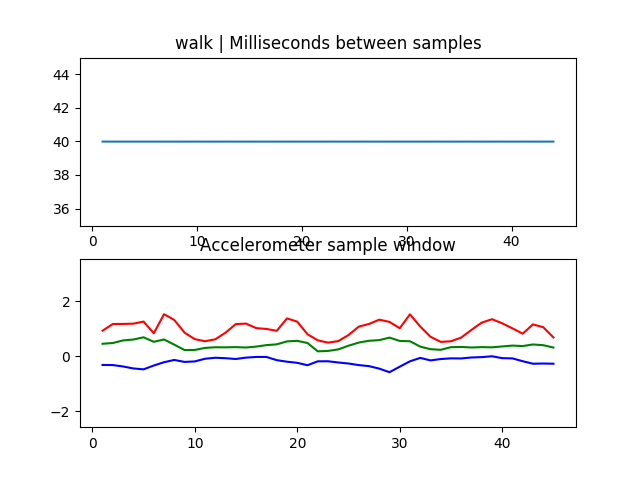 walk | Milliseconds between samples
44
42
40
38
36
0 10 20 30 40
Accelerometer sample window
2
0
−2
0 10 20 30 40